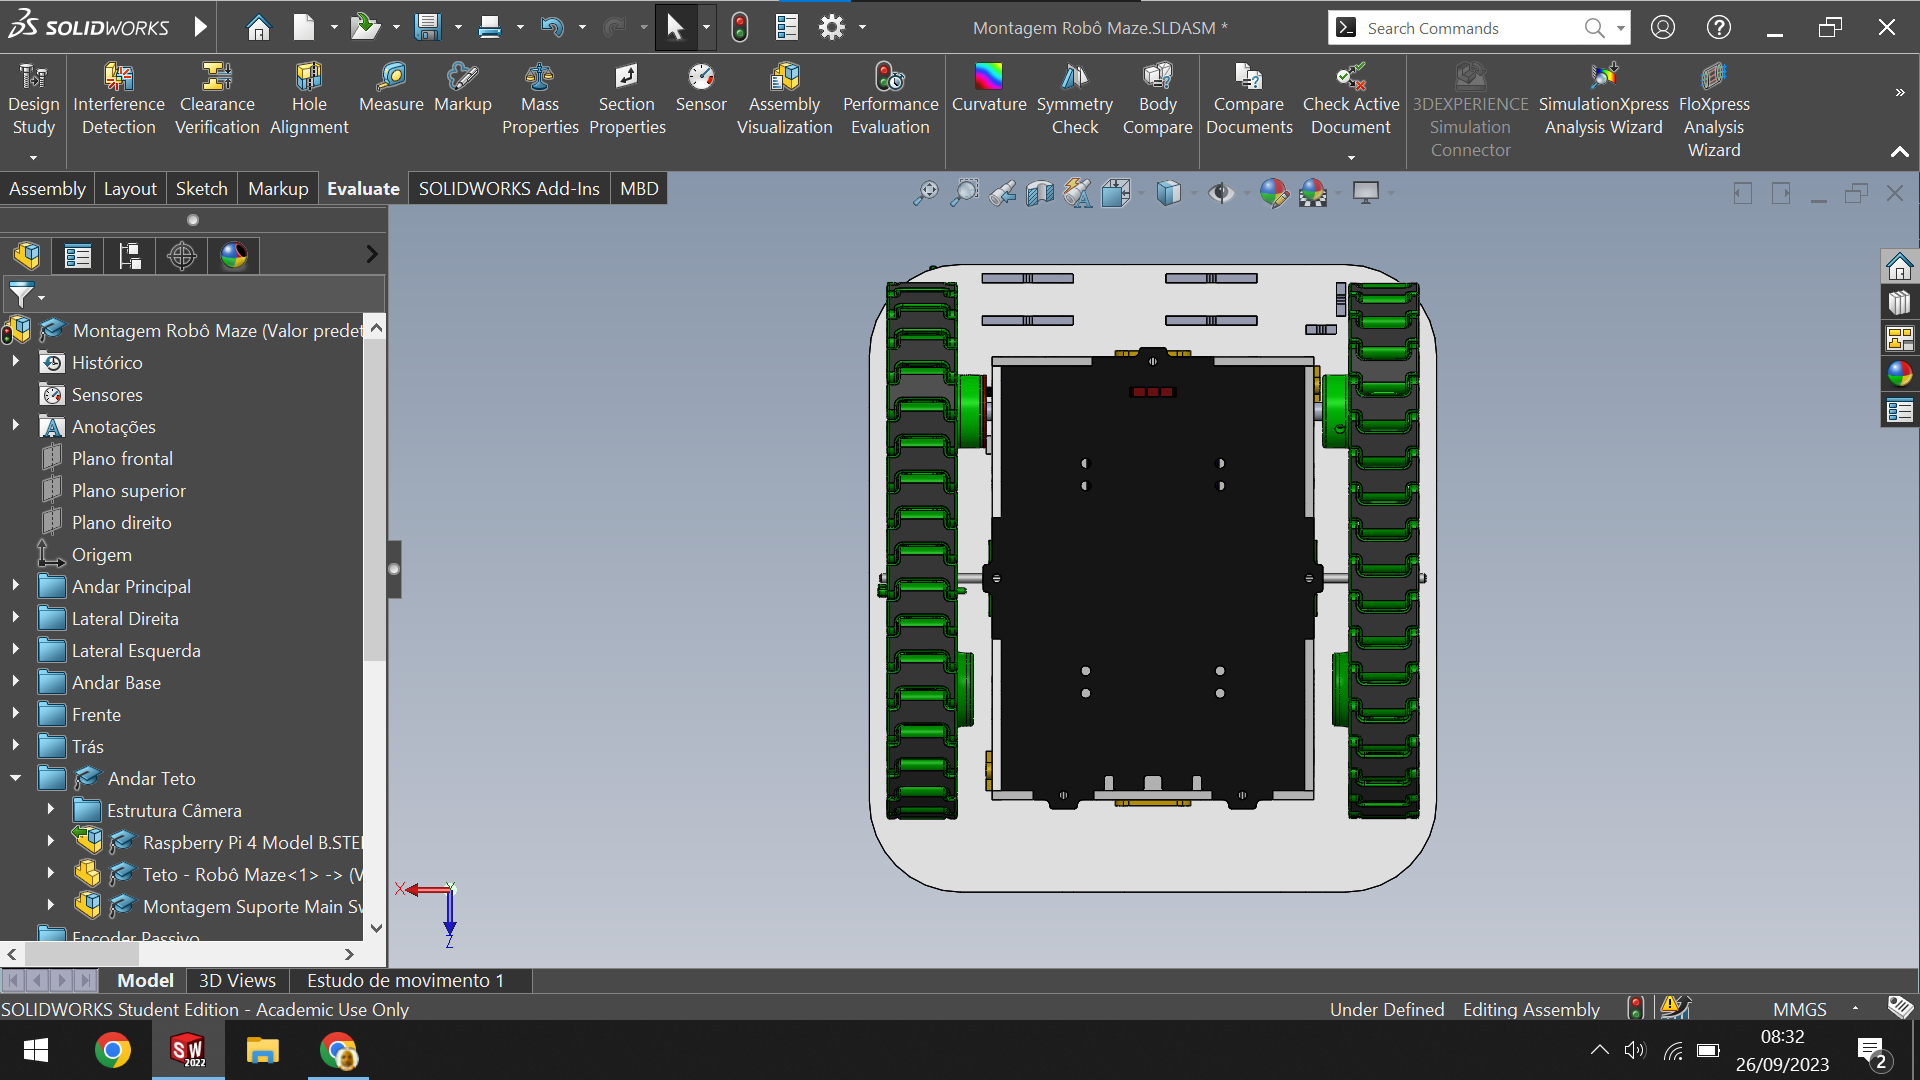 SOLIDWORKS
Montagem Robô Maze.SLDASM *
Search Commands
Design Study
Interference Detection
Clearance Verification
Hole Alignment
Measure
Markup
Mass Properties
Section Properties
Sensor
Assembly Visualization
Performance Evaluation
Curvature
Symmetry Check
Body Compare
Compare Documents
Check Active Document
3DEXPERIENCE Simulation Connector
SimulationXpress Analysis Wizard
FloXpress Analysis Wizard
Assembly
Layout
Sketch
Markup
Evaluate
SOLIDWORKS Add-Ins
MBD
Montagem Robô Maze (Valor predet
Histórico
Sensores
Anotações
Plano frontal
Plano superior
Plano direito
Origem
Andar Principal
Lateral Direita
Lateral Esquerda
Andar Base
Frente
Trás
Andar Teto
Estrutura Câmera
Raspberry Pi 4 Model B.STE
Teto - Robô Maze<1> -> (V
Montagem Suporte Main Sw
Encoder Passivo
X
Y
Z
Model
3D Views
Estudo de movimento 1
SOLIDWORKS Student Edition - Academic Use Only
Under Defined
Editing Assembly
MMGS
SW
2022
08:32
26/09/2023
2